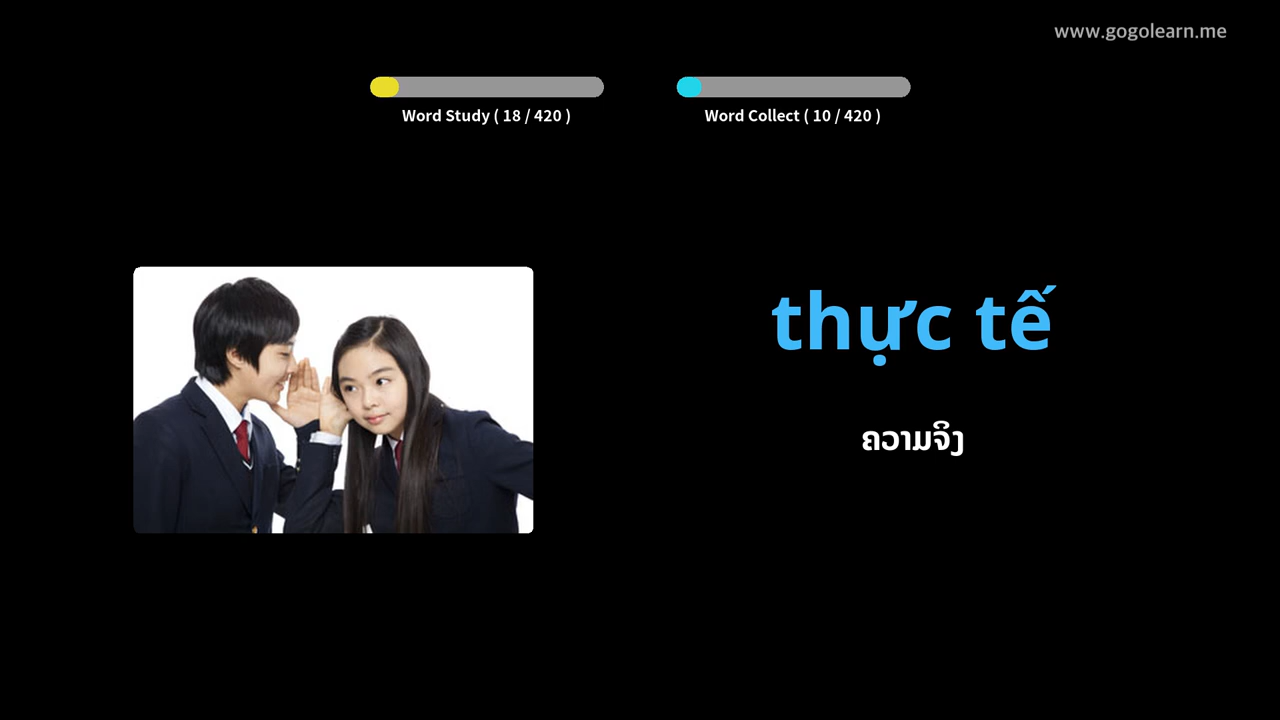 www.gogolearn.me
Word Study ( 18 / 420 )
Word Collect ( 10 / 420 )
thực tế
ຄວາມຈິງ